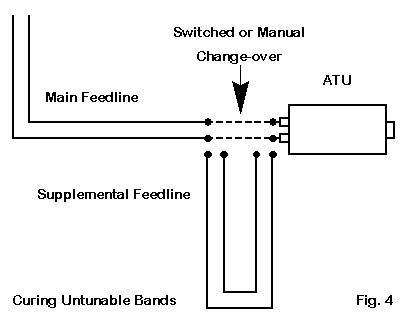 Switched or Manual
Change-over
ATU
Main Feedline
Supplemental Feedline
Curing Untunable Bands
Fig. 4